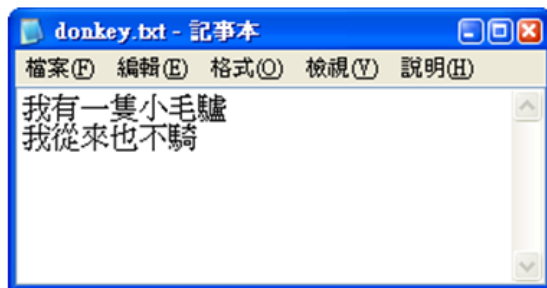 donkey.txt - 記事本
檔案(F) 編輯(E) 格式(O) 檢視(V) 說明(H)
我有一隻小毛驢
我從來也不騎